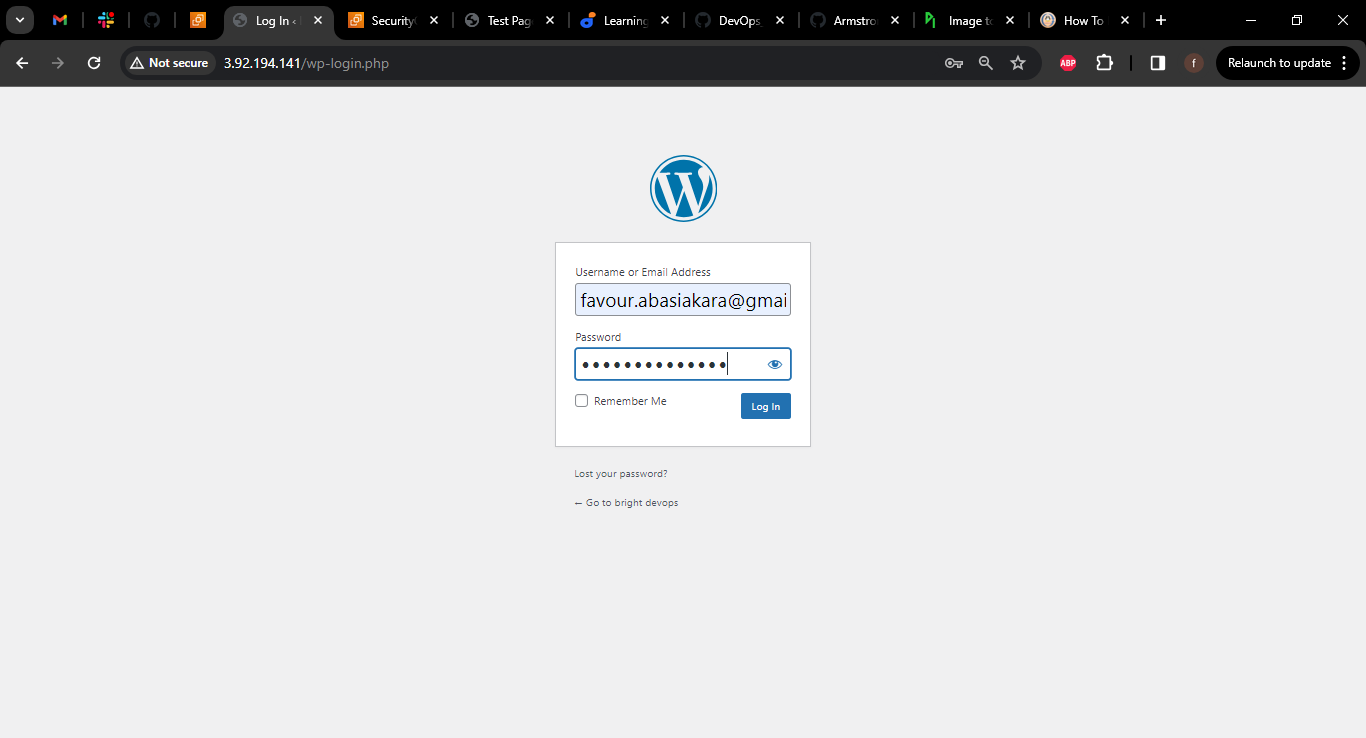 Log In ‹
Security
Test Pag
Learning
DevOps_
Armstro
Image to
How To
Not secure
3.92.194.141/wp-login.php
ABP
f
Relaunch to update
W
Username or Email Address
favour.abasiakara@gmai
Password
••••••••••••••
Remember Me
Log In
Lost your password?
← Go to bright devops